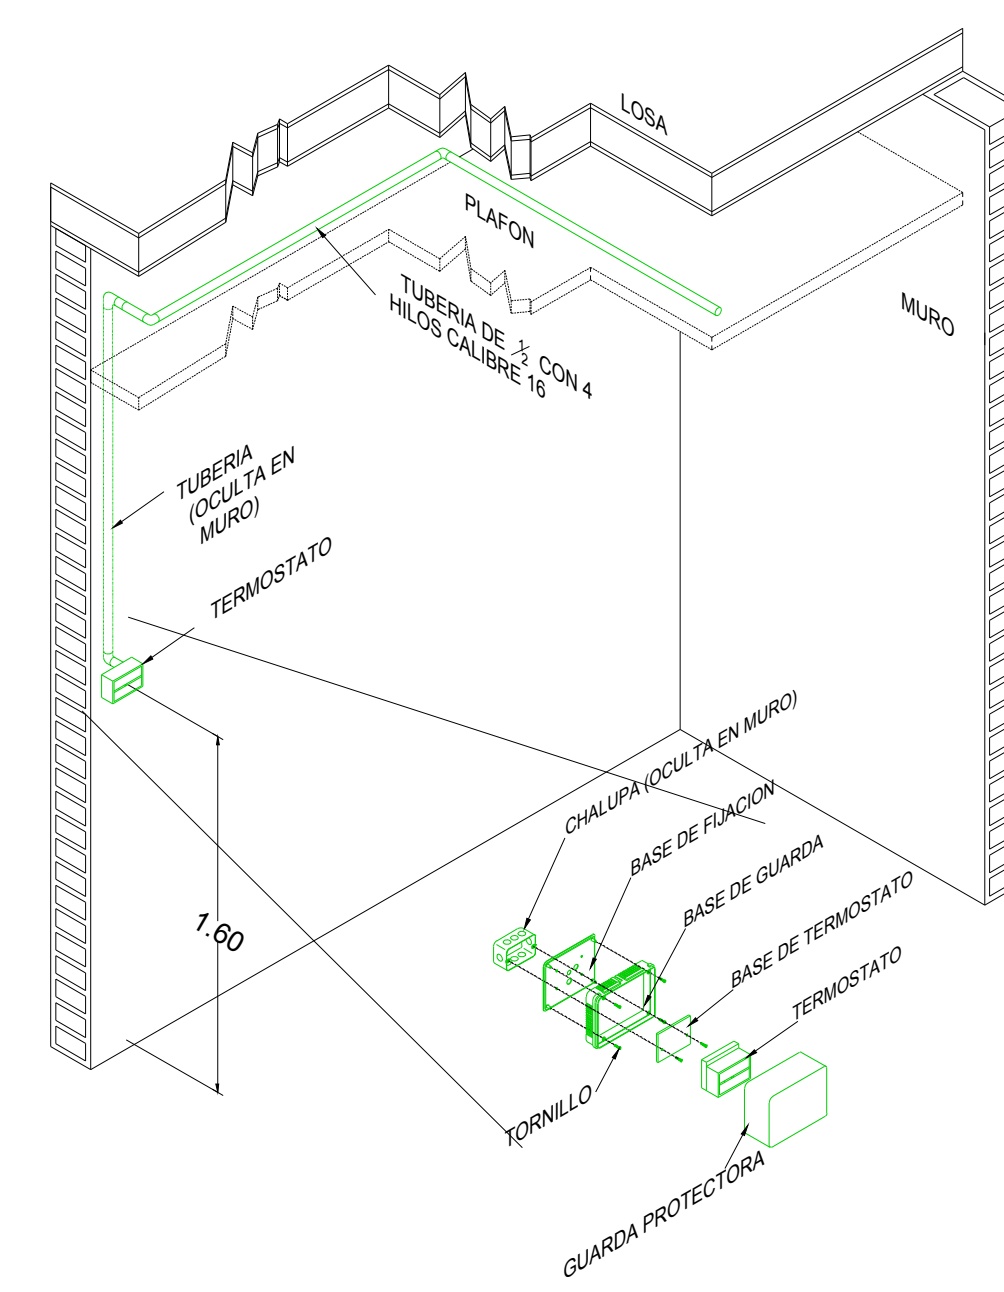 LOSA
PLAFON
MURO
TUBERIA DE 1/2 CON 4
HILOS CALIBRE 16
TUBERIA
(OCULTA EN
MURO)
TERMOSTATO
1.60
CHALUPA (OCULTA EN MURO)
BASE DE FIJACION
BASE DE GUARDA
BASE DE TERMOSTATO
TERMOSTATO
TORNILLO
GUARDA PROTECTORA